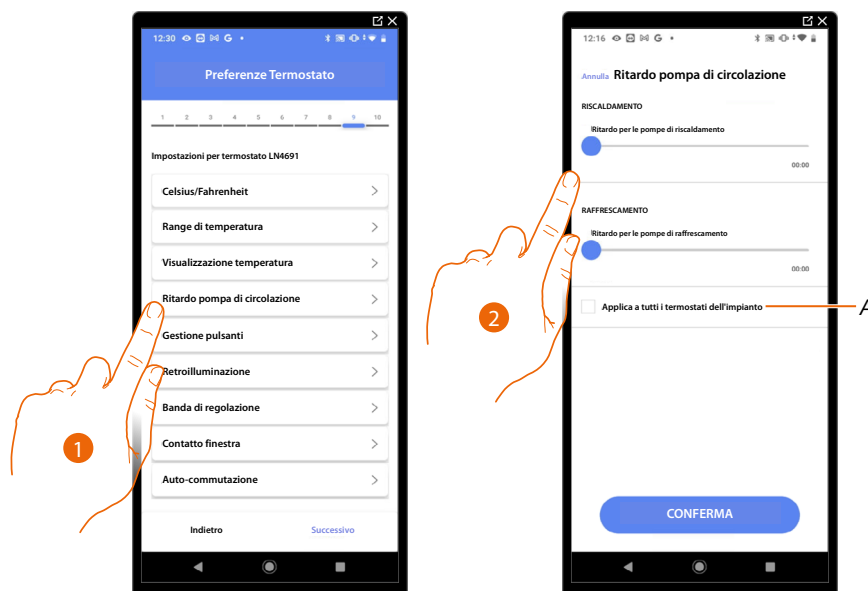 12:30 G
Preferenze Termostato
1 2 3 4 5 6 7 8 9 10
Impostazioni per termostato LN4691
Celsius/Fahrenheit
Range di temperatura
Visualizzazione temperatura
Ritardo pompa di circolazione
Gestione pulsanti
Retroilluminazione
Banda di regolazione
Contatto finestra
Auto-commutazione
Indietro Successivo
1
12:16 G
Annulla Ritardo pompa di circolazione
RISCALDAMENTO
Ritardo per le pompe di riscaldamento
00:00
RAFFRESCAMENTO
Ritardo per le pompe di raffrescamento
00:00
Applica a tutti i termostati dell'impianto
A
CONFERMA
2